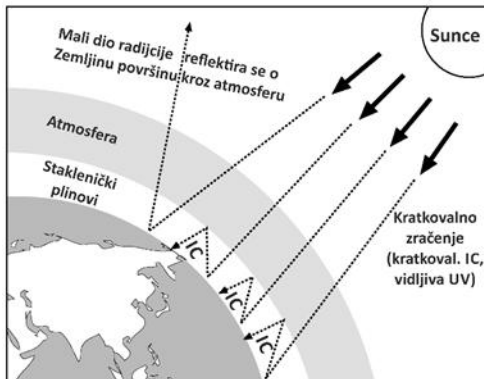 Sunce
Mali dio radijcije reflektira se o
Zemljinu površinu kroz atmosferu
Atmosfera
Staklenički
plinovi
Kratkovalno
zračenje
(kratkoval. IC,
vidljiva UV)
IC
IC
IC